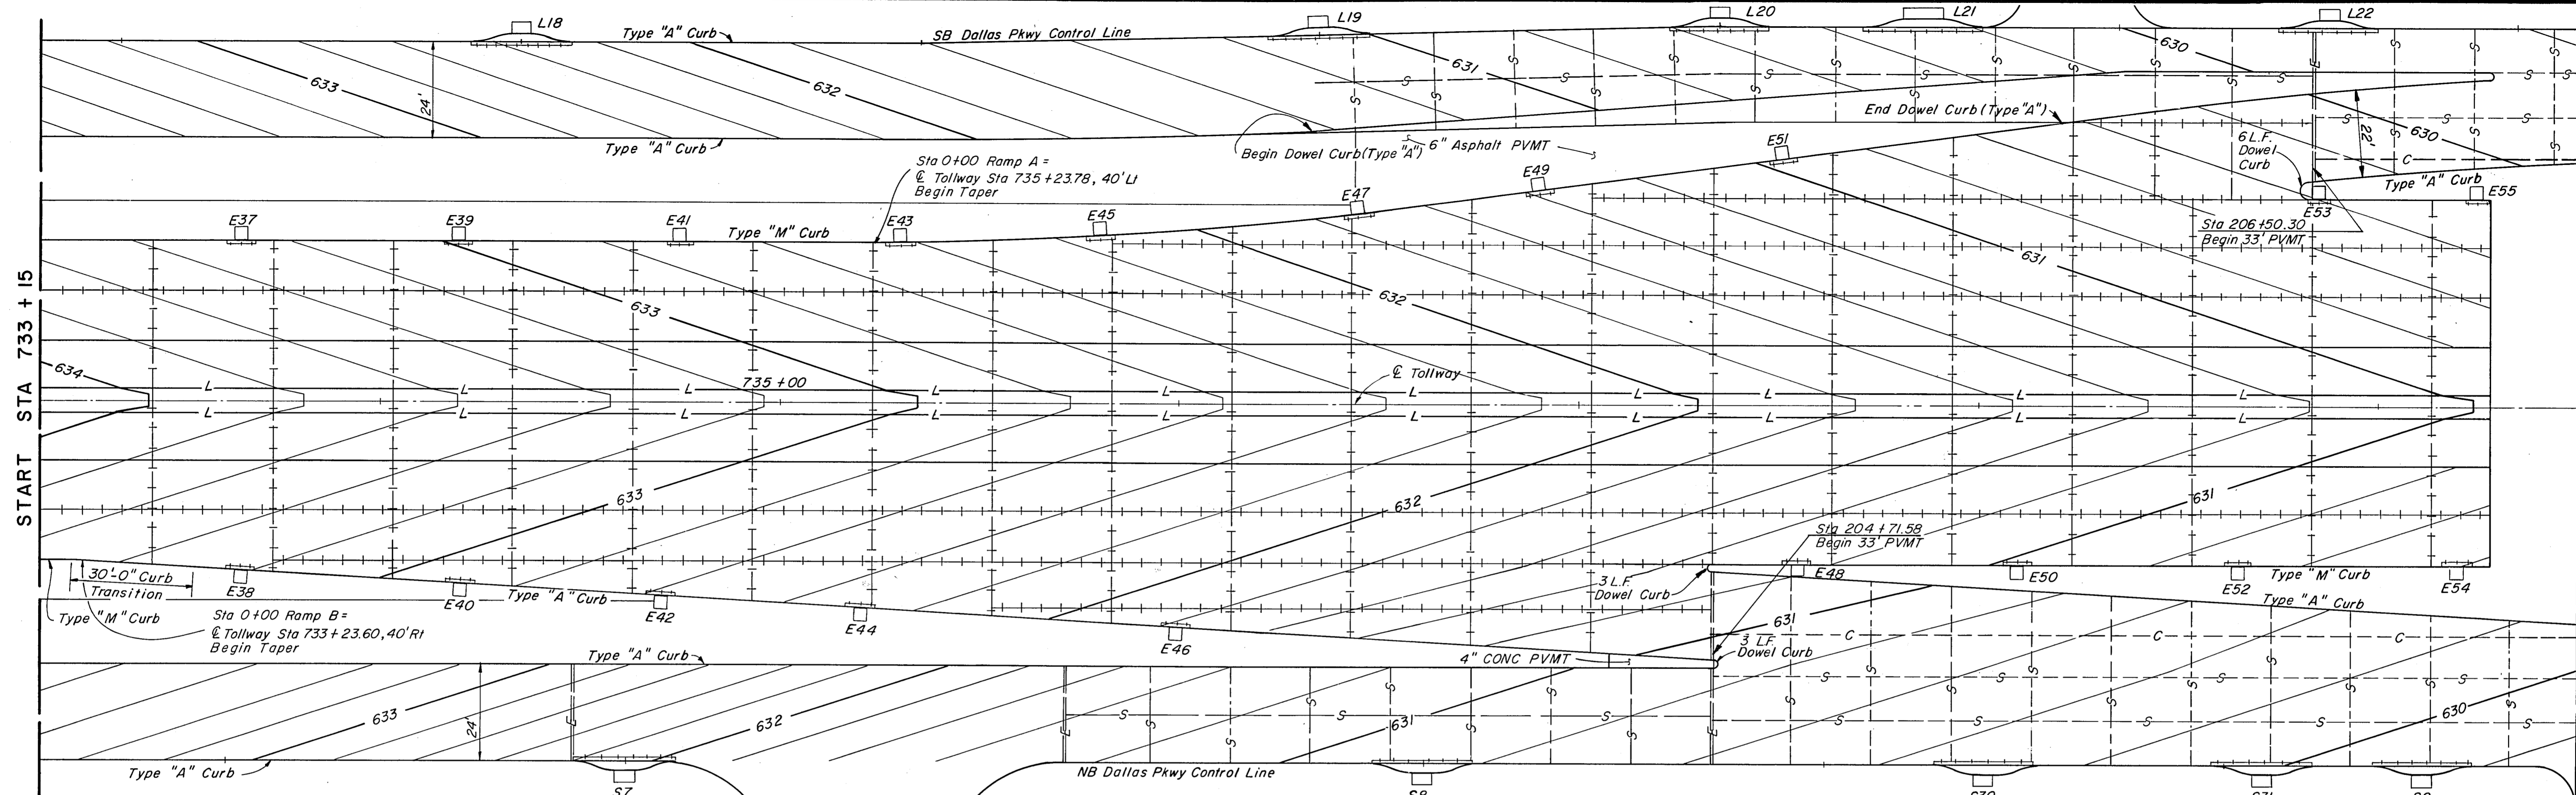 L18
L19
L20
L21
L22
Type "A" Curb
SB Dallas Pkwy Control Line
633
24'
632
631
630
End Dowel Curb (Type "A")
Type "A" Curb
Begin Dowel Curb (Type "A")
6" Asphalt PVMT
22'
630
6 L.F.
Dowel
Curb
C
Type "A" Curb
Sta 0+00 Ramp A =
℄ Tollway Sta 735+23.78, 40' Lt
Begin Taper
E37
E39
E41
E43
E45
E47
E49
E51
E53
E55
Type "M" Curb
Sta 206+50.30
Begin 33' PVMT
START STA 733+15
633
632
631
634
735+00
℄ Tollway
L L L L L L L L L L
L L L L L L L L L L
633
632
631
Sta 204+71.58
Begin 33' PVMT
30'-0" Curb
Transition
Type "M" Curb
E38
E40
Type "A" Curb
E42
E44
E46
3 L.F.
Dowel Curb
E48
E50
E52
Type "M" Curb
E54
Type "A" Curb
Sta 0+00 Ramp B =
℄ Tollway Sta 733+23.60, 40' Rt
Begin Taper
631
C C C
3 LF
Dowel Curb
Type "A" Curb
4" CONC PVMT
633
24'
632
631
630
Type "A" Curb
NB Dallas Pkwy Control Line
S7